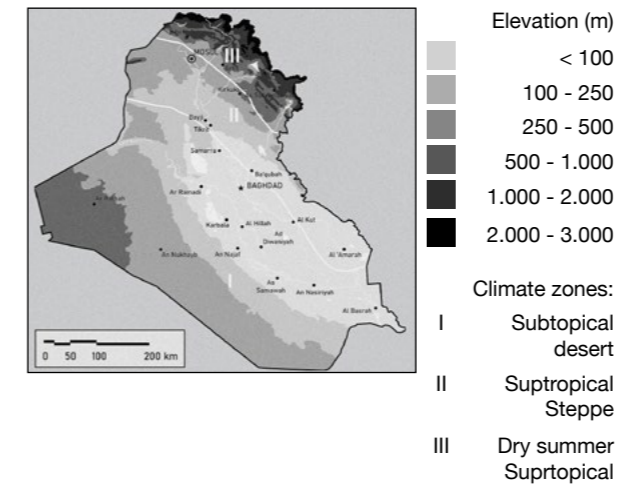 Elevation (m)
< 100
100 - 250
250 - 500
500 - 1.000
1.000 - 2.000
2.000 - 3.000
Climate zones:
I Subtopical
desert
II Suptropical
Steppe
III Dry summer
Suprtopical
MOSUL
III
Kirkuk
II
Baiji
Tikrit
Samarra
Ba'qubah
BAGHDAD
Ar Ramadi
Ar Rutbah
Karbala
Al Hillah
Al Kut
Ad
Diwaniyah
An Nukhayb
An Najaf
Al 'Amarah
I
As
Samawah
An Nasiriyah
Al Basrah
0 50 100 200 km